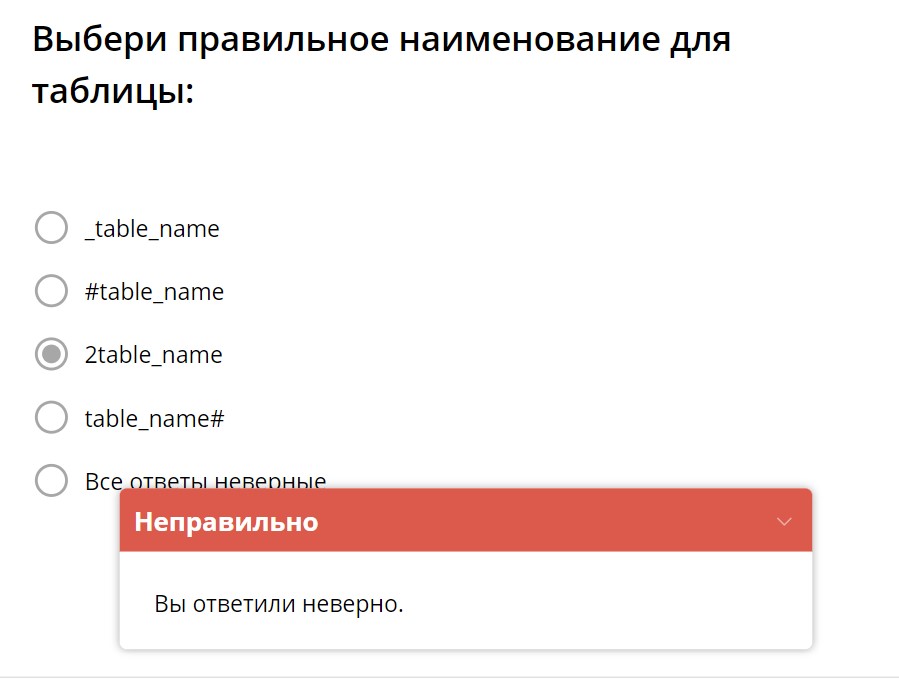 Выбери правильное наименование для
таблицы:
_table_name
#table_name
2table_name
table_name#
Все ответы неверные
Неправильно
Вы ответили неверно.